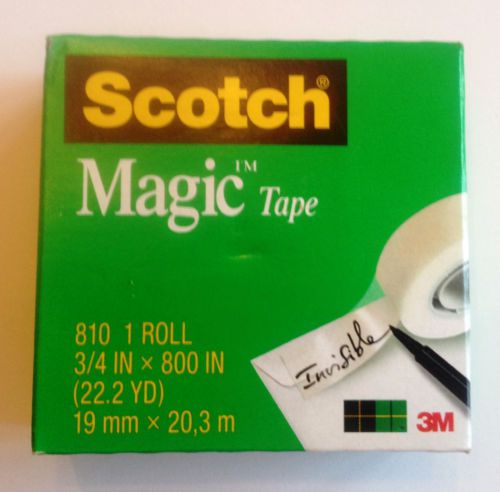 Scotch®
Magic™ Tape
810 1 ROLL
3/4 IN × 800 IN
(22.2 YD)
19 mm × 20,3 m
Invisible
3M